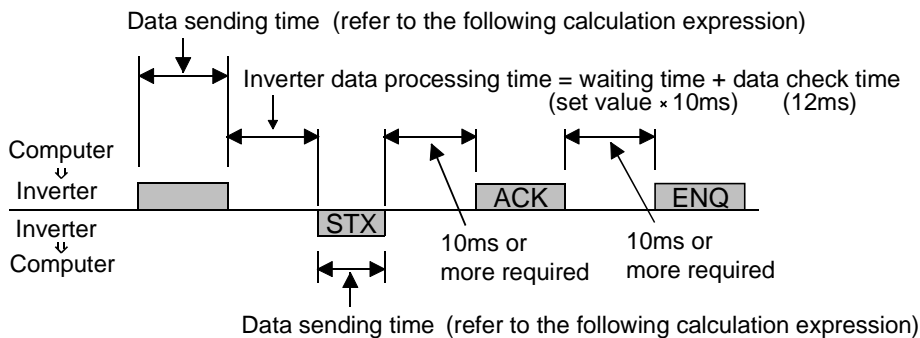 Data sending time (refer to the following calculation expression)
Inverter data processing time = waiting time + data check time
(set value × 10ms) (12ms)
Computer
⇓
Inverter
ACK
ENQ
Inverter
⇓
Computer
STX
10ms or
more required
10ms or
more required
Data sending time (refer to the following calculation expression)